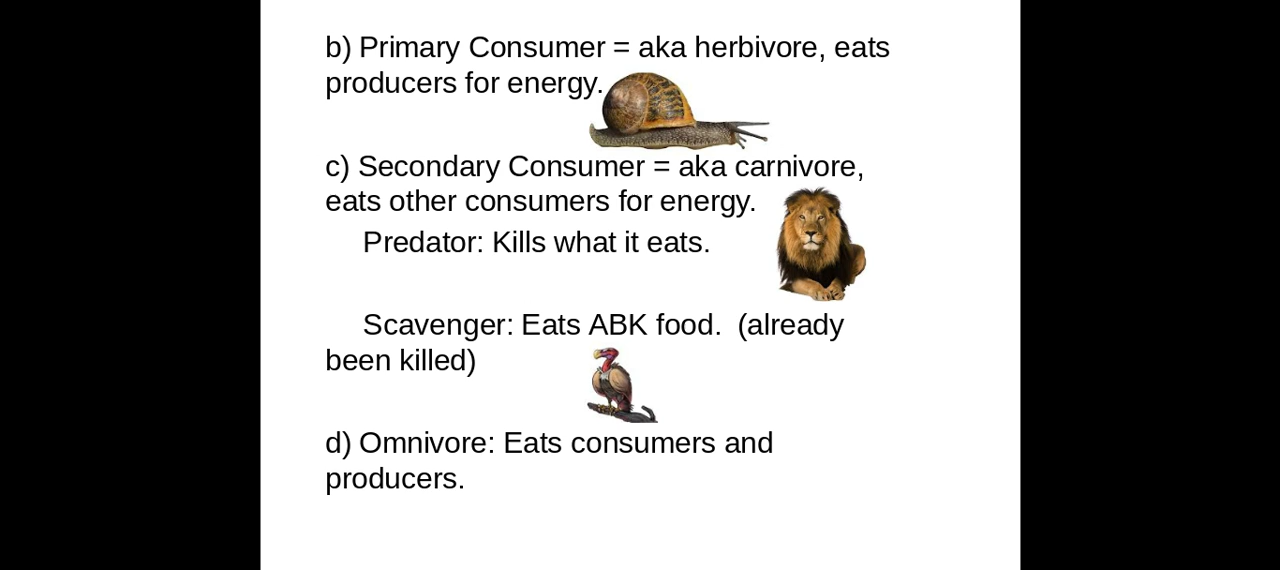 b) Primary Consumer = aka herbivore, eats
producers for energy.
c) Secondary Consumer = aka carnivore,
eats other consumers for energy.
Predator: Kills what it eats.
Scavenger: Eats ABK food.  (already
been killed)
d) Omnivore: Eats consumers and
producers.